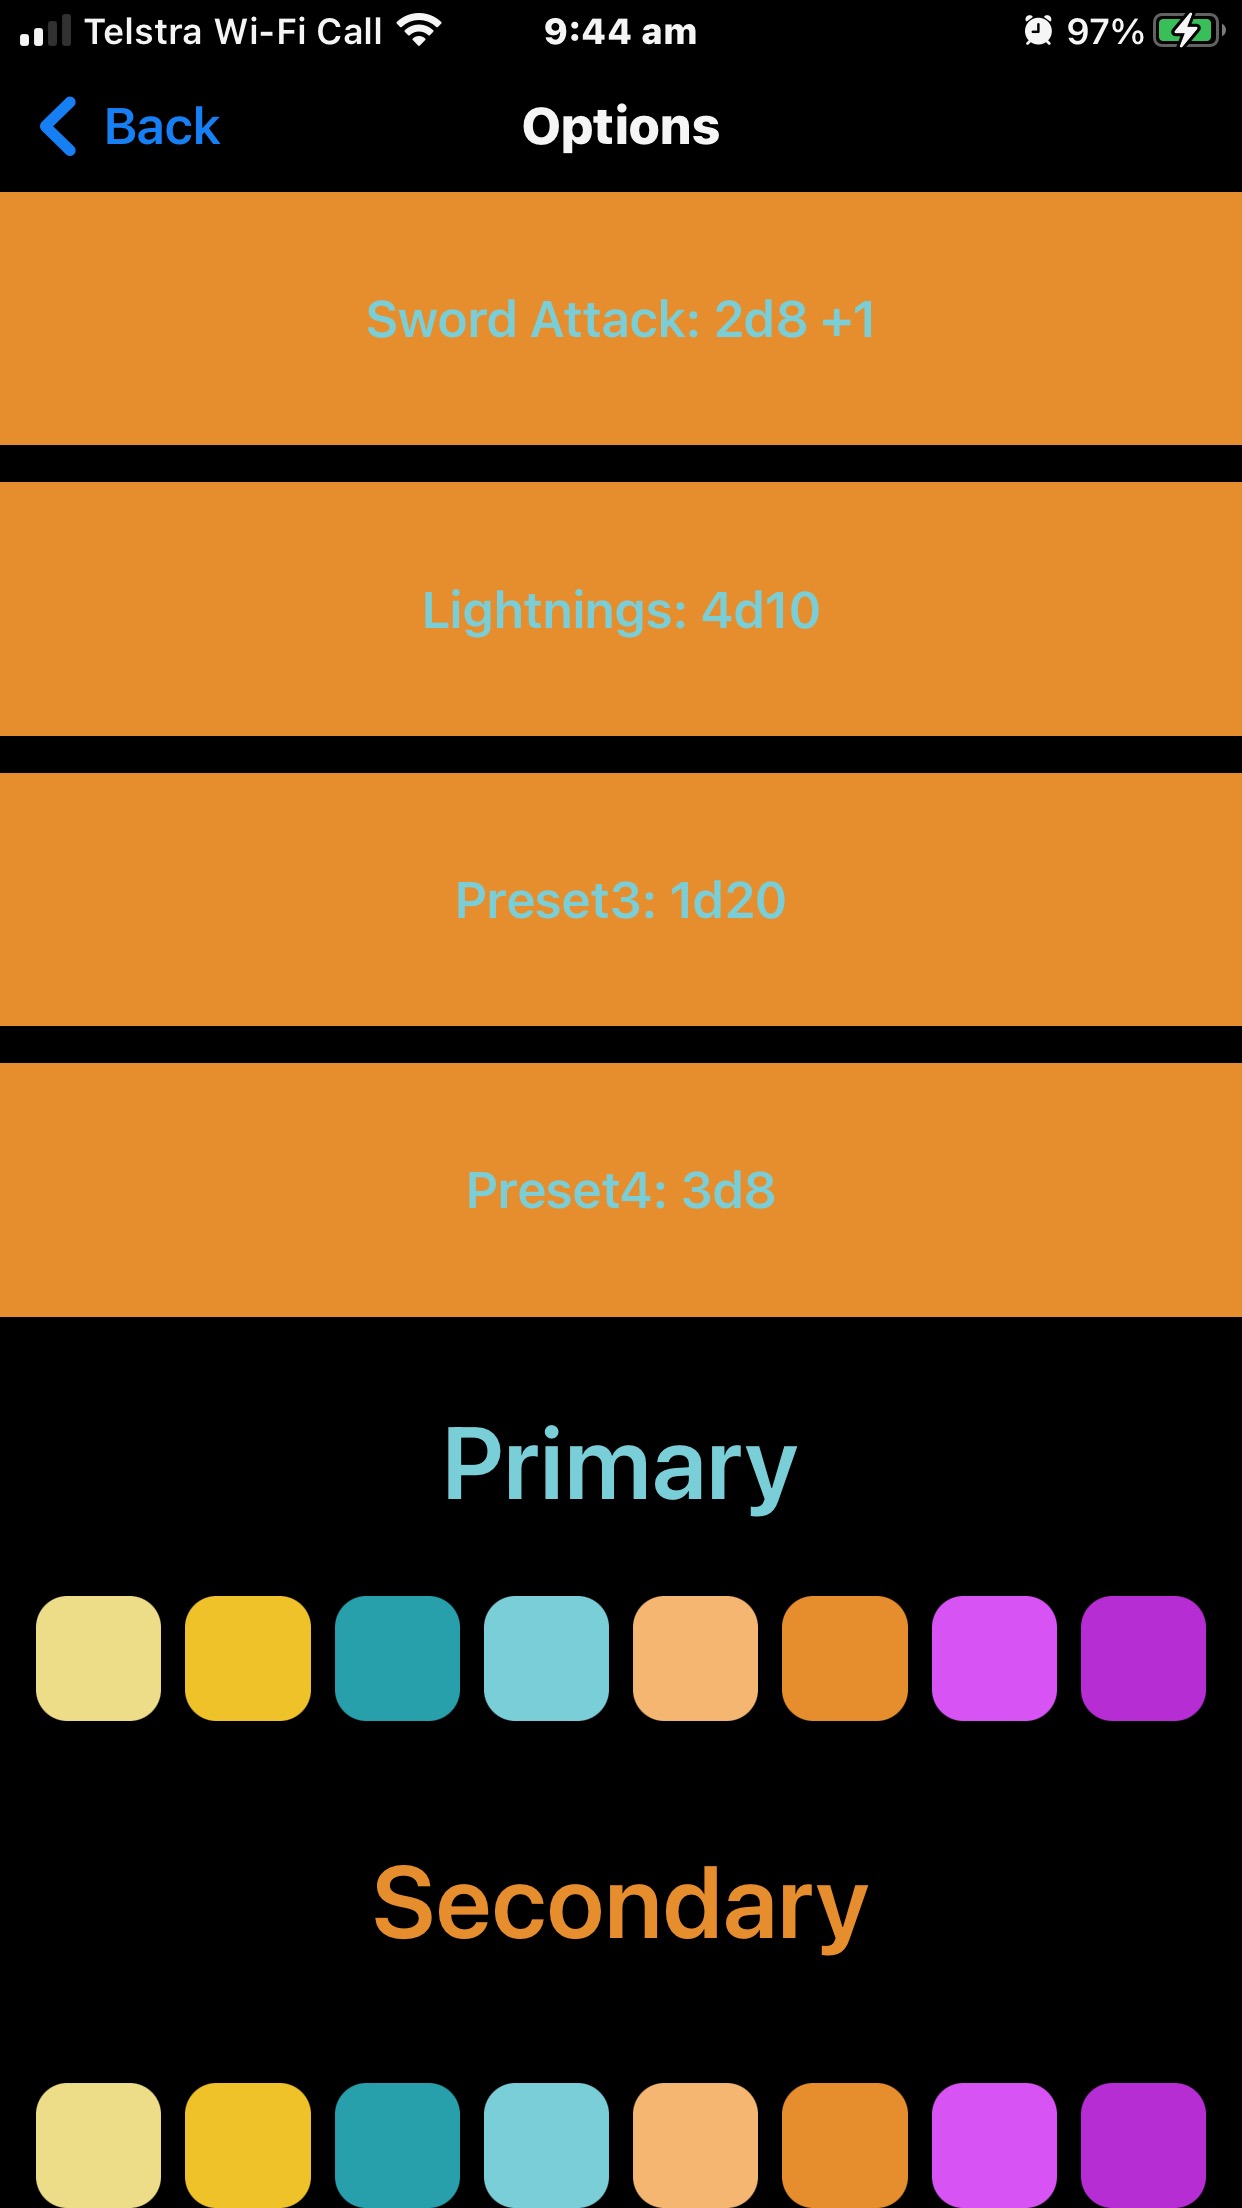 Telstra Wi-Fi Call 9:44 am 97%
Back Options
Sword Attack: 2d8 +1
Lightnings: 4d10
Preset3: 1d20
Preset4: 3d8
Primary
Secondary